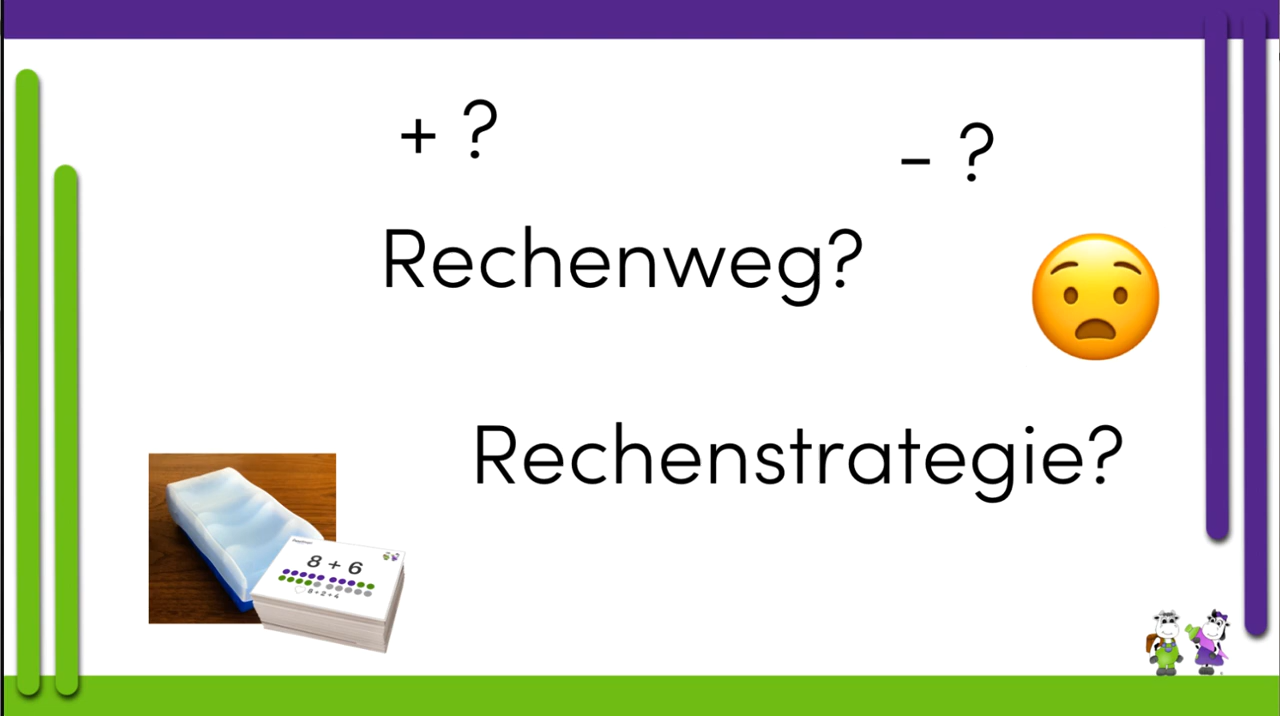 + ?
- ?
Rechenweg?
Rechenstrategie?
8 + 6
8 + 2 + 4